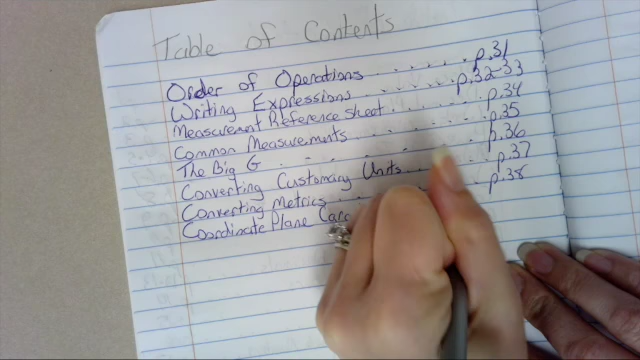 Table of Contents
Order of Operations . . . . . . . p.31
Writing Expressions . . . . . . p.32-33
Measurement Reference Sheet . . . . . . p.34
Common Measurements . . . . . . p.35
The Big G . . . . . . p.36
Converting Customary Units . . . . p.37
Converting Metrics . . . . . p.38
Coordinate Plane